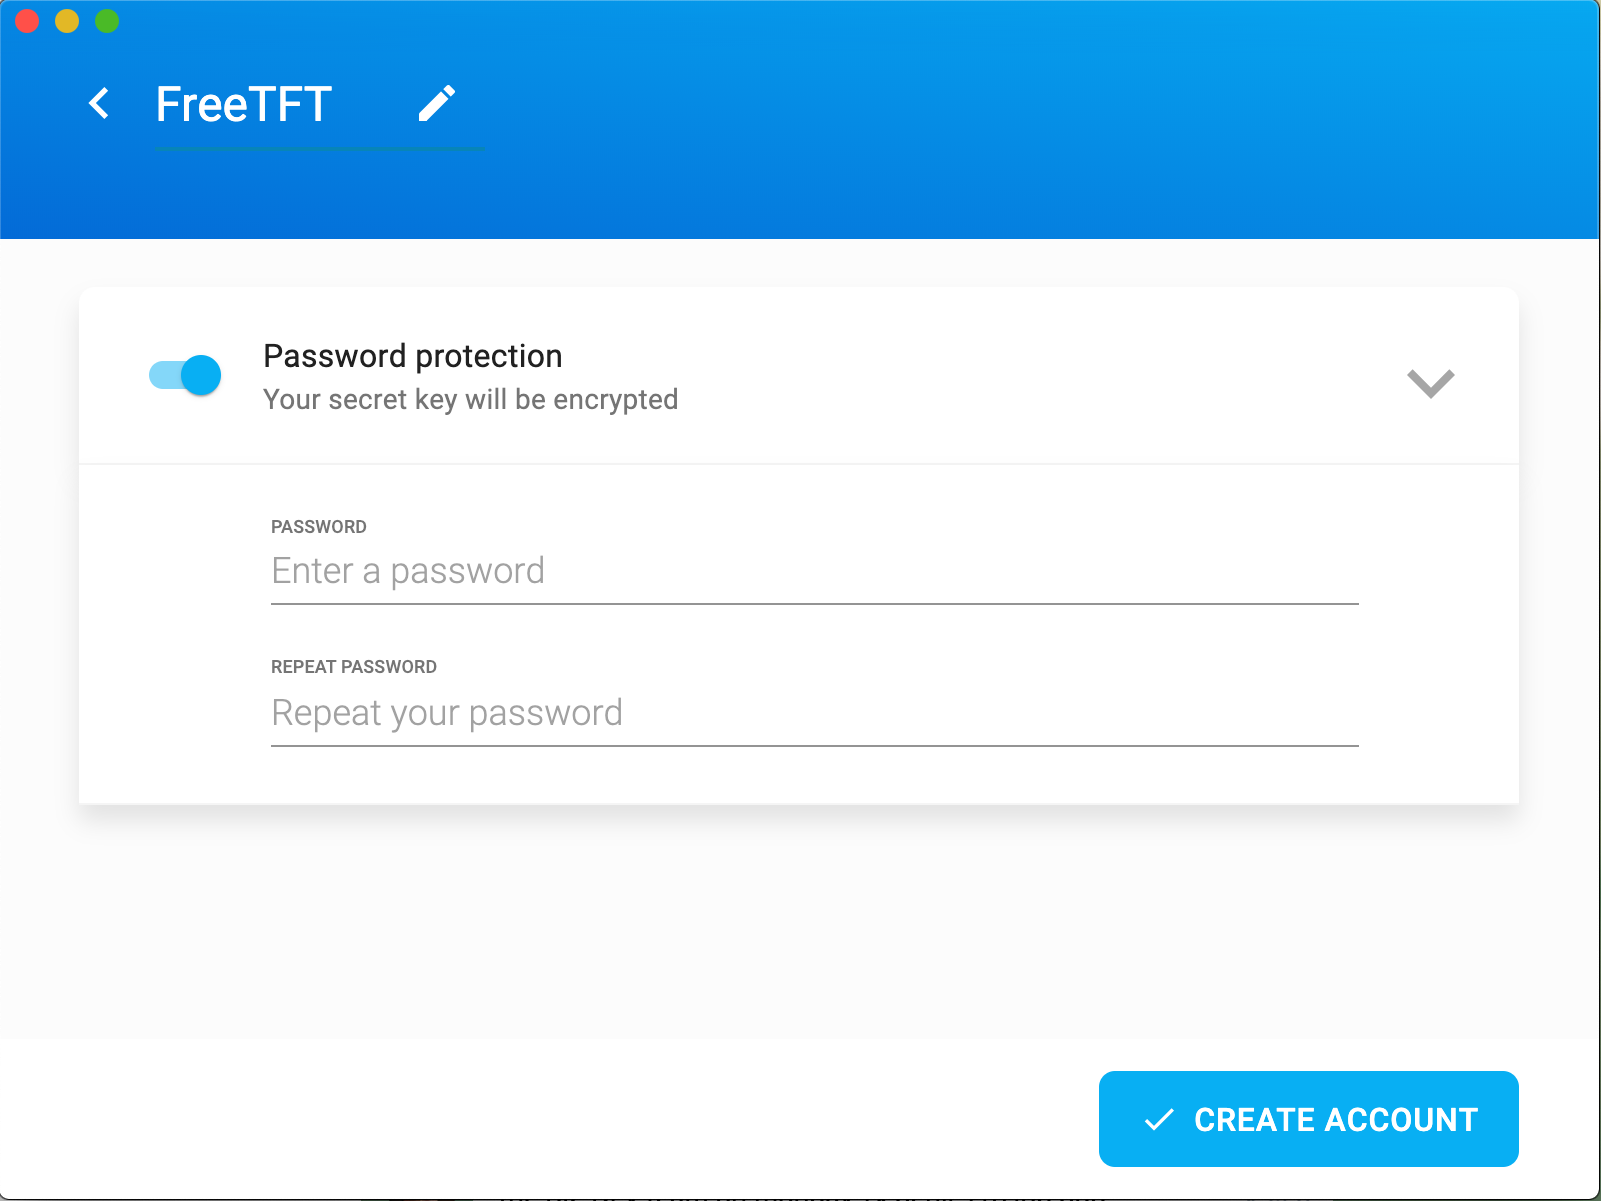 FreeTFT
Password protection
Your secret key will be encrypted
PASSWORD
Enter a password
REPEAT PASSWORD
Repeat your password
CREATE ACCOUNT